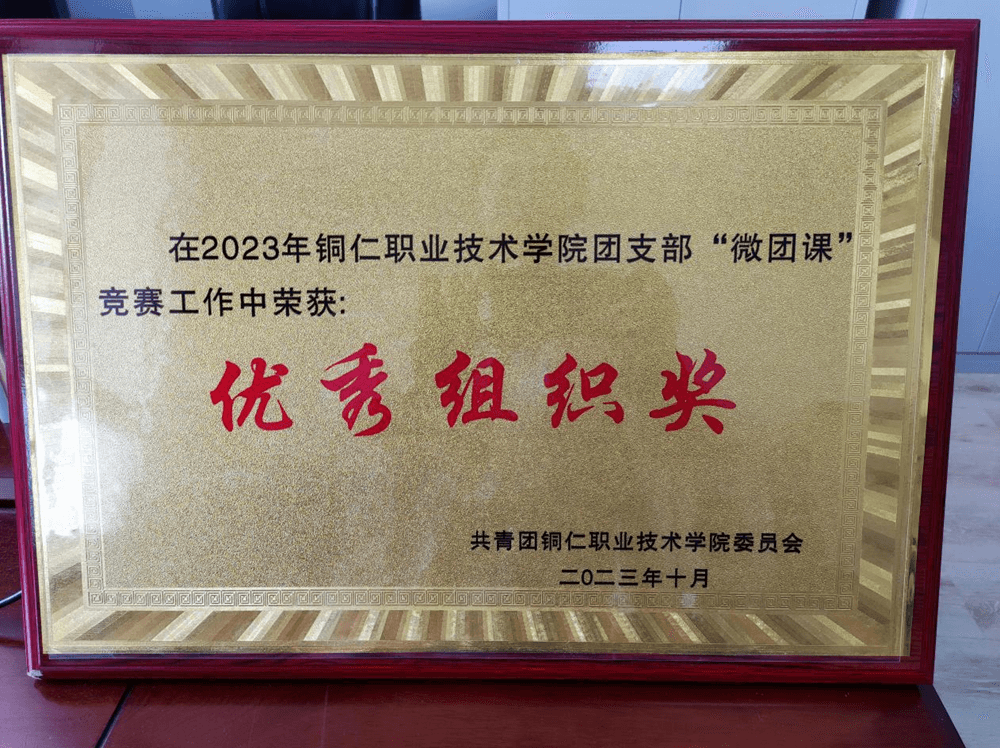 在2023年铜仁职业技术学院团支部“微团课”
竞赛工作中荣获:
优秀组织奖
共青团铜仁职业技术学院委员会
二〇二三年十月